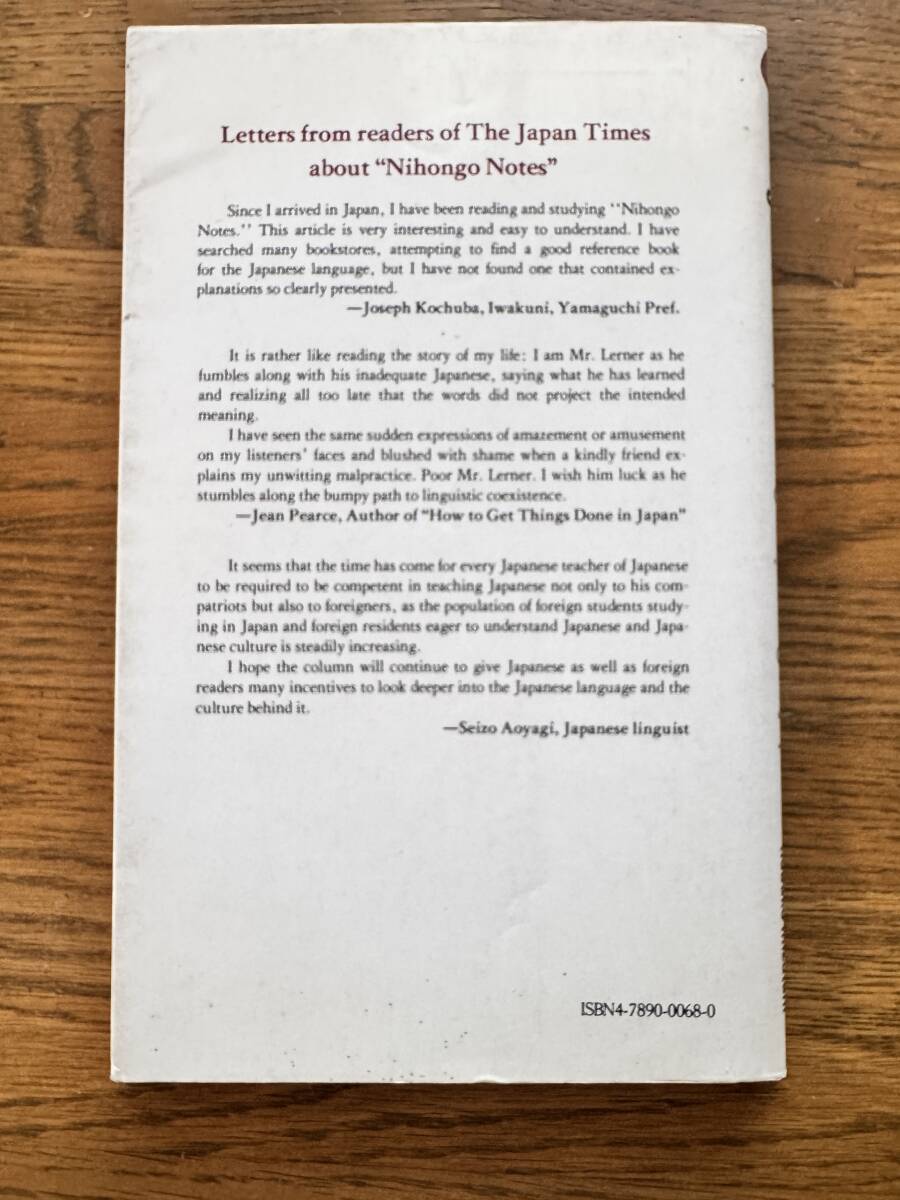 Letters from readers of The Japan Times
about “Nihongo Notes”
Since I arrived in Japan, I have been reading and studying ‘‘Nihongo
Notes.’’ This article is very interesting and easy to understand. I have
searched many bookstores, attempting to find a good reference book
for the Japanese language, but I have not found one that contained ex-
planations so clearly presented.
—Joseph Kochuba, Iwakuni, Yamaguchi Pref.
It is rather like reading the story of my life: I am Mr. Lerner as he
fumbles along with his inadequate Japanese, saying what he has learned
and realizing all too late that the words did not project the intended
meaning.
I have seen the same sudden expressions of amazement or amusement
on my listeners’ faces and blushed with shame when a kindly friend ex-
plains my unwitting malpractice. Poor Mr. Lerner. I wish him luck as he
stumbles along the bumpy path to linguistic coexistence.
—Jean Pearce, Author of “How to Get Things Done in Japan”
It seems that the time has come for every Japanese teacher of Japanese
to be required to be competent in teaching Japanese not only to his com-
patriots but also to foreigners, as the population of foreign students study-
ing in Japan and foreign residents eager to understand Japanese and Japa-
nese culture is steadily increasing.
I hope the column will continue to give Japanese as well as foreign
readers many incentives to look deeper into the Japanese language and the
culture behind it.
—Seizo Aoyagi, Japanese linguist
ISBN4-7890-0068-0